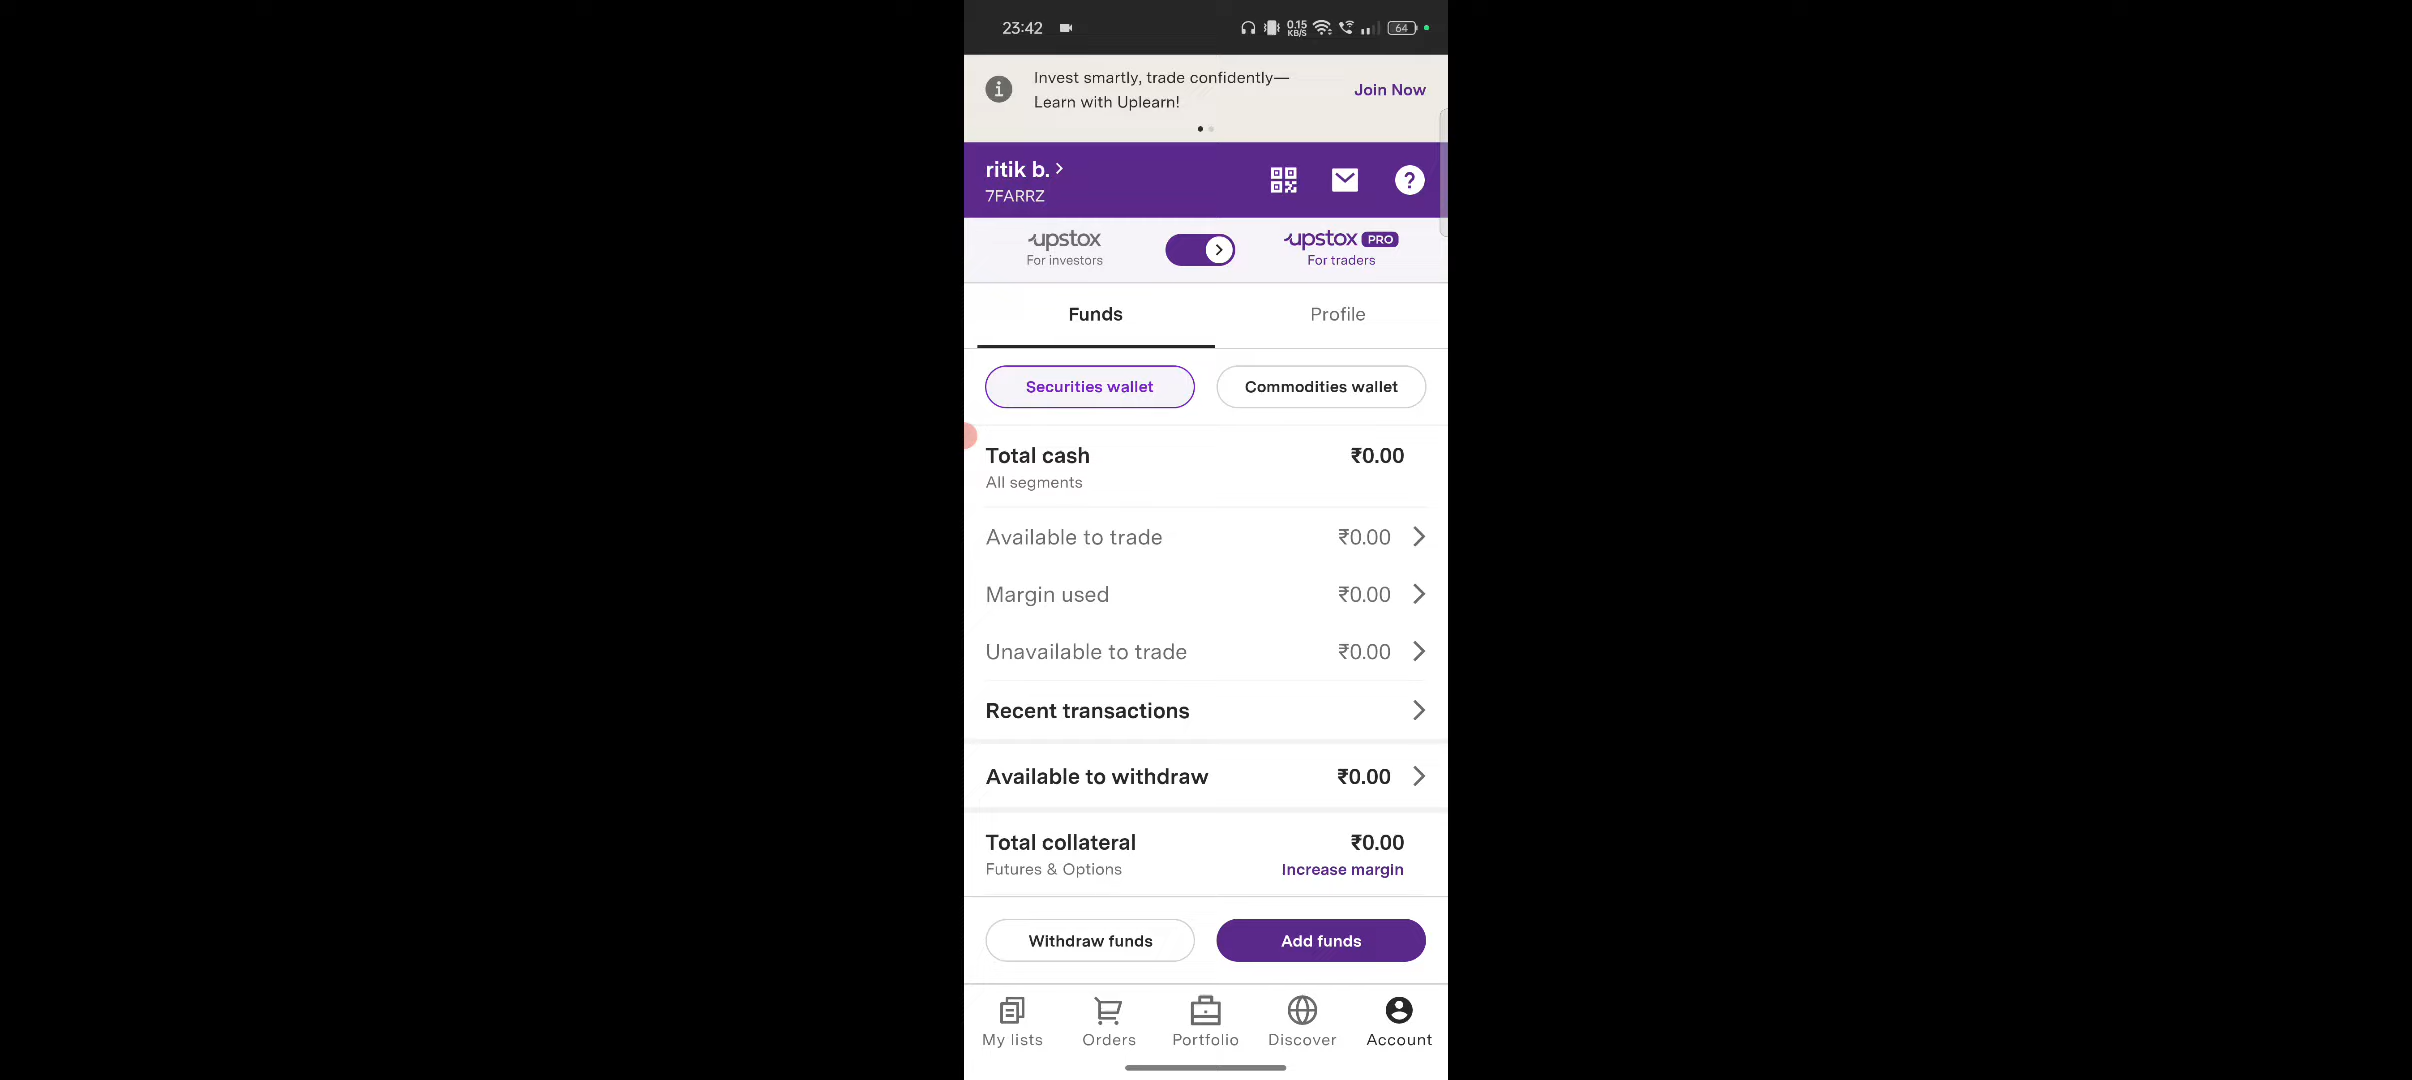 23:42
0.15
KB/S
64
Invest smartly, trade confidently—
Learn with Uplearn!
Join Now
ritik b.
7FARRZ
upstox
For investors
upstox PRO
For traders
Funds
Profile
Securities wallet
Commodities wallet
Total cash
₹0.00
All segments
Available to trade
₹0.00
Margin used
₹0.00
Unavailable to trade
₹0.00
Recent transactions
Available to withdraw
₹0.00
Total collateral
₹0.00
Futures & Options
Increase margin
Withdraw funds
Add funds
My lists
Orders
Portfolio
Discover
Account